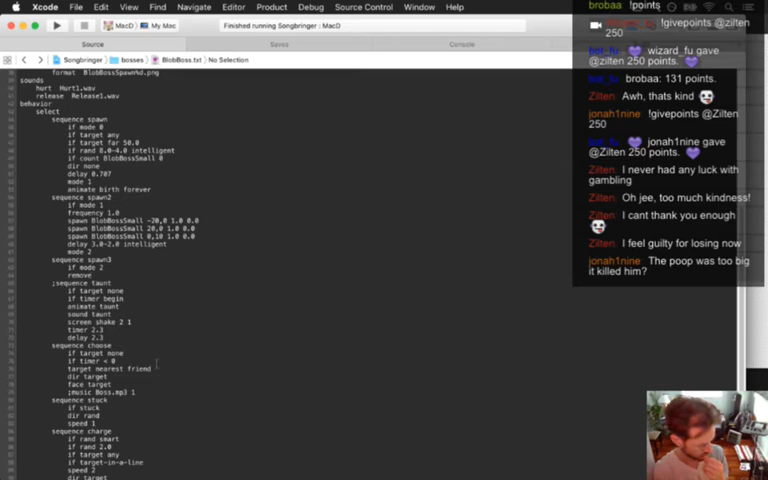 Xcode File Edit View Find Navigate Editor Product Debug Source Control Window
MacD My Mac
Finished running Songbringer : MacD
Source
Saves
Console
Songbringer bosses BlobBoss.txt No Selection
format BlobBossSpawn%d.png
sounds
hurt Hurt1.wav
release Release1.wav
behavior
select
sequence spawn
if mode 0
if target any
if target far 50.0
if rand 8.0-4.0 intelligent
if count BlobBossSmall 0
dir none
delay 0.707
mode 1
animate birth forever
sequence spawn2
if mode 1
frequency 1.0
spawn BlobBossSmall -20,0 1.0 0.0
spawn BlobBossSmall 20,0 1.0 0.0
spawn BlobBossSmall 0,10 1.0 0.0
delay 3.0-2.0 intelligent
mode 2
sequence spawn3
if mode 2
remove
;sequence taunt
if target none
if timer begin
animate taunt
sound taunt
screen shake 2 1
timer 2.3
delay 2.3
sequence choose
if target none
if timer < 0
target nearest friend
dir target
face target
;music Boss.mp3 1
sequence stuck
if stuck
dir rand
speed 1
sequence charge
if rand smart
if rand 2.0
if target any
if target-in-a-line
speed 2
dir target
brobaa: !points
!givepoints @zilten
250
bot_fu: wizard_fu gave
@zilten 250 points.
bot_fu: brobaa: 131 points.
Zilten: Awh, thats kind
jonah1nine: !givepoints @Zilten
250
bot_fu: jonah1nine gave
@Zilten 250 points.
Zilten: I never had any luck with
gambling
Zilten: Oh jee, too much kindness!
Zilten: I cant thank you enough
Zilten: I feel guilty for losing now
jonah1nine: The poop was too big
it killed him?